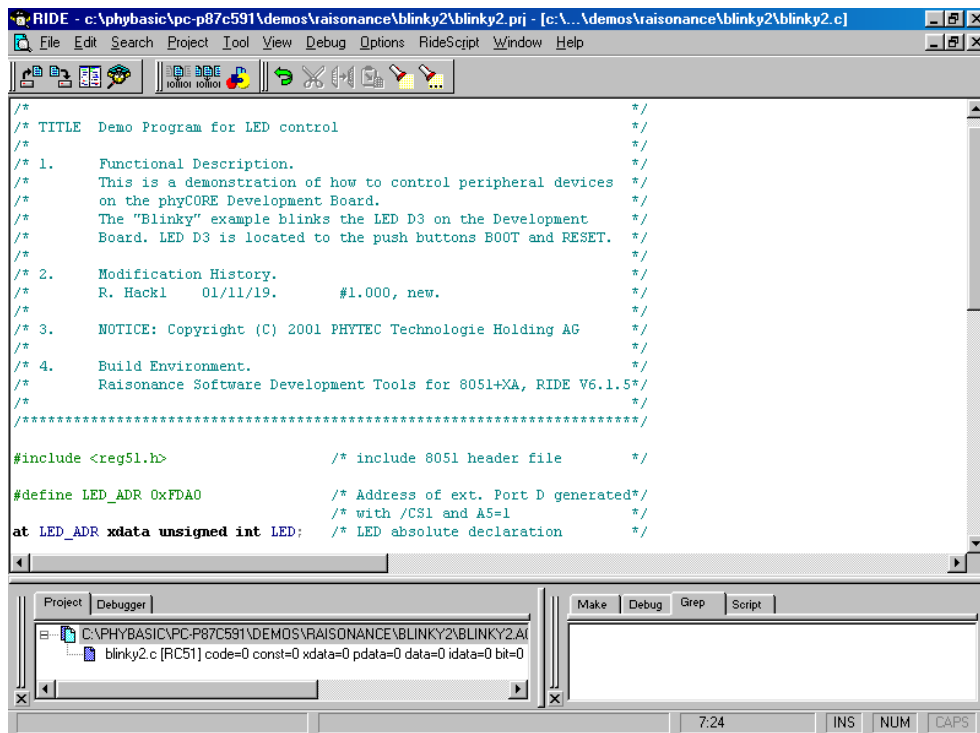 RIDE - c:\phybasic\pc-p87c591\demos\raisonance\blinky2\blinky2.prj - [c:\...\demos\raisonance\blinky2\blinky2.c]
File Edit Search Project Tool View Debug Options RideScript Window Help
/* */
/* TITLE Demo Program for LED control */
/* */
/* 1. Functional Description. */
/* This is a demonstration of how to control peripheral devices */
/* on the phyCORE Development Board. */
/* The "Blinky" example blinks the LED D3 on the Development */
/* Board. LED D3 is located to the push buttons BOOT and RESET. */
/* */
/* 2. Modification History. */
/* R. Hackl 01/11/19. #1.000, new. */
/* */
/* 3. NOTICE: Copyright (C) 2001 PHYTEC Technologie Holding AG */
/* */
/* 4. Build Environment. */
/* Raisonance Software Development Tools for 8051+XA, RIDE V6.1.5*/
/* */
/***********************************************************************/
#include <reg51.h> /* include 8051 header file */
#define LED_ADR 0xFDA0 /* Address of ext. Port D generated*/
/* with /CS1 and A5=1 */
at LED_ADR xdata unsigned int LED; /* LED absolute declaration */
Project Debugger
Make Debug Grep Script
C:\PHYBASIC\PC-P87C591\DEMOS\RAISONANCE\BLINKY2\BLINKY2.A
blinky2.c [RC51] code=0 const=0 xdata=0 pdata=0 data=0 idata=0 bit=0
7:24 INS NUM CAPS